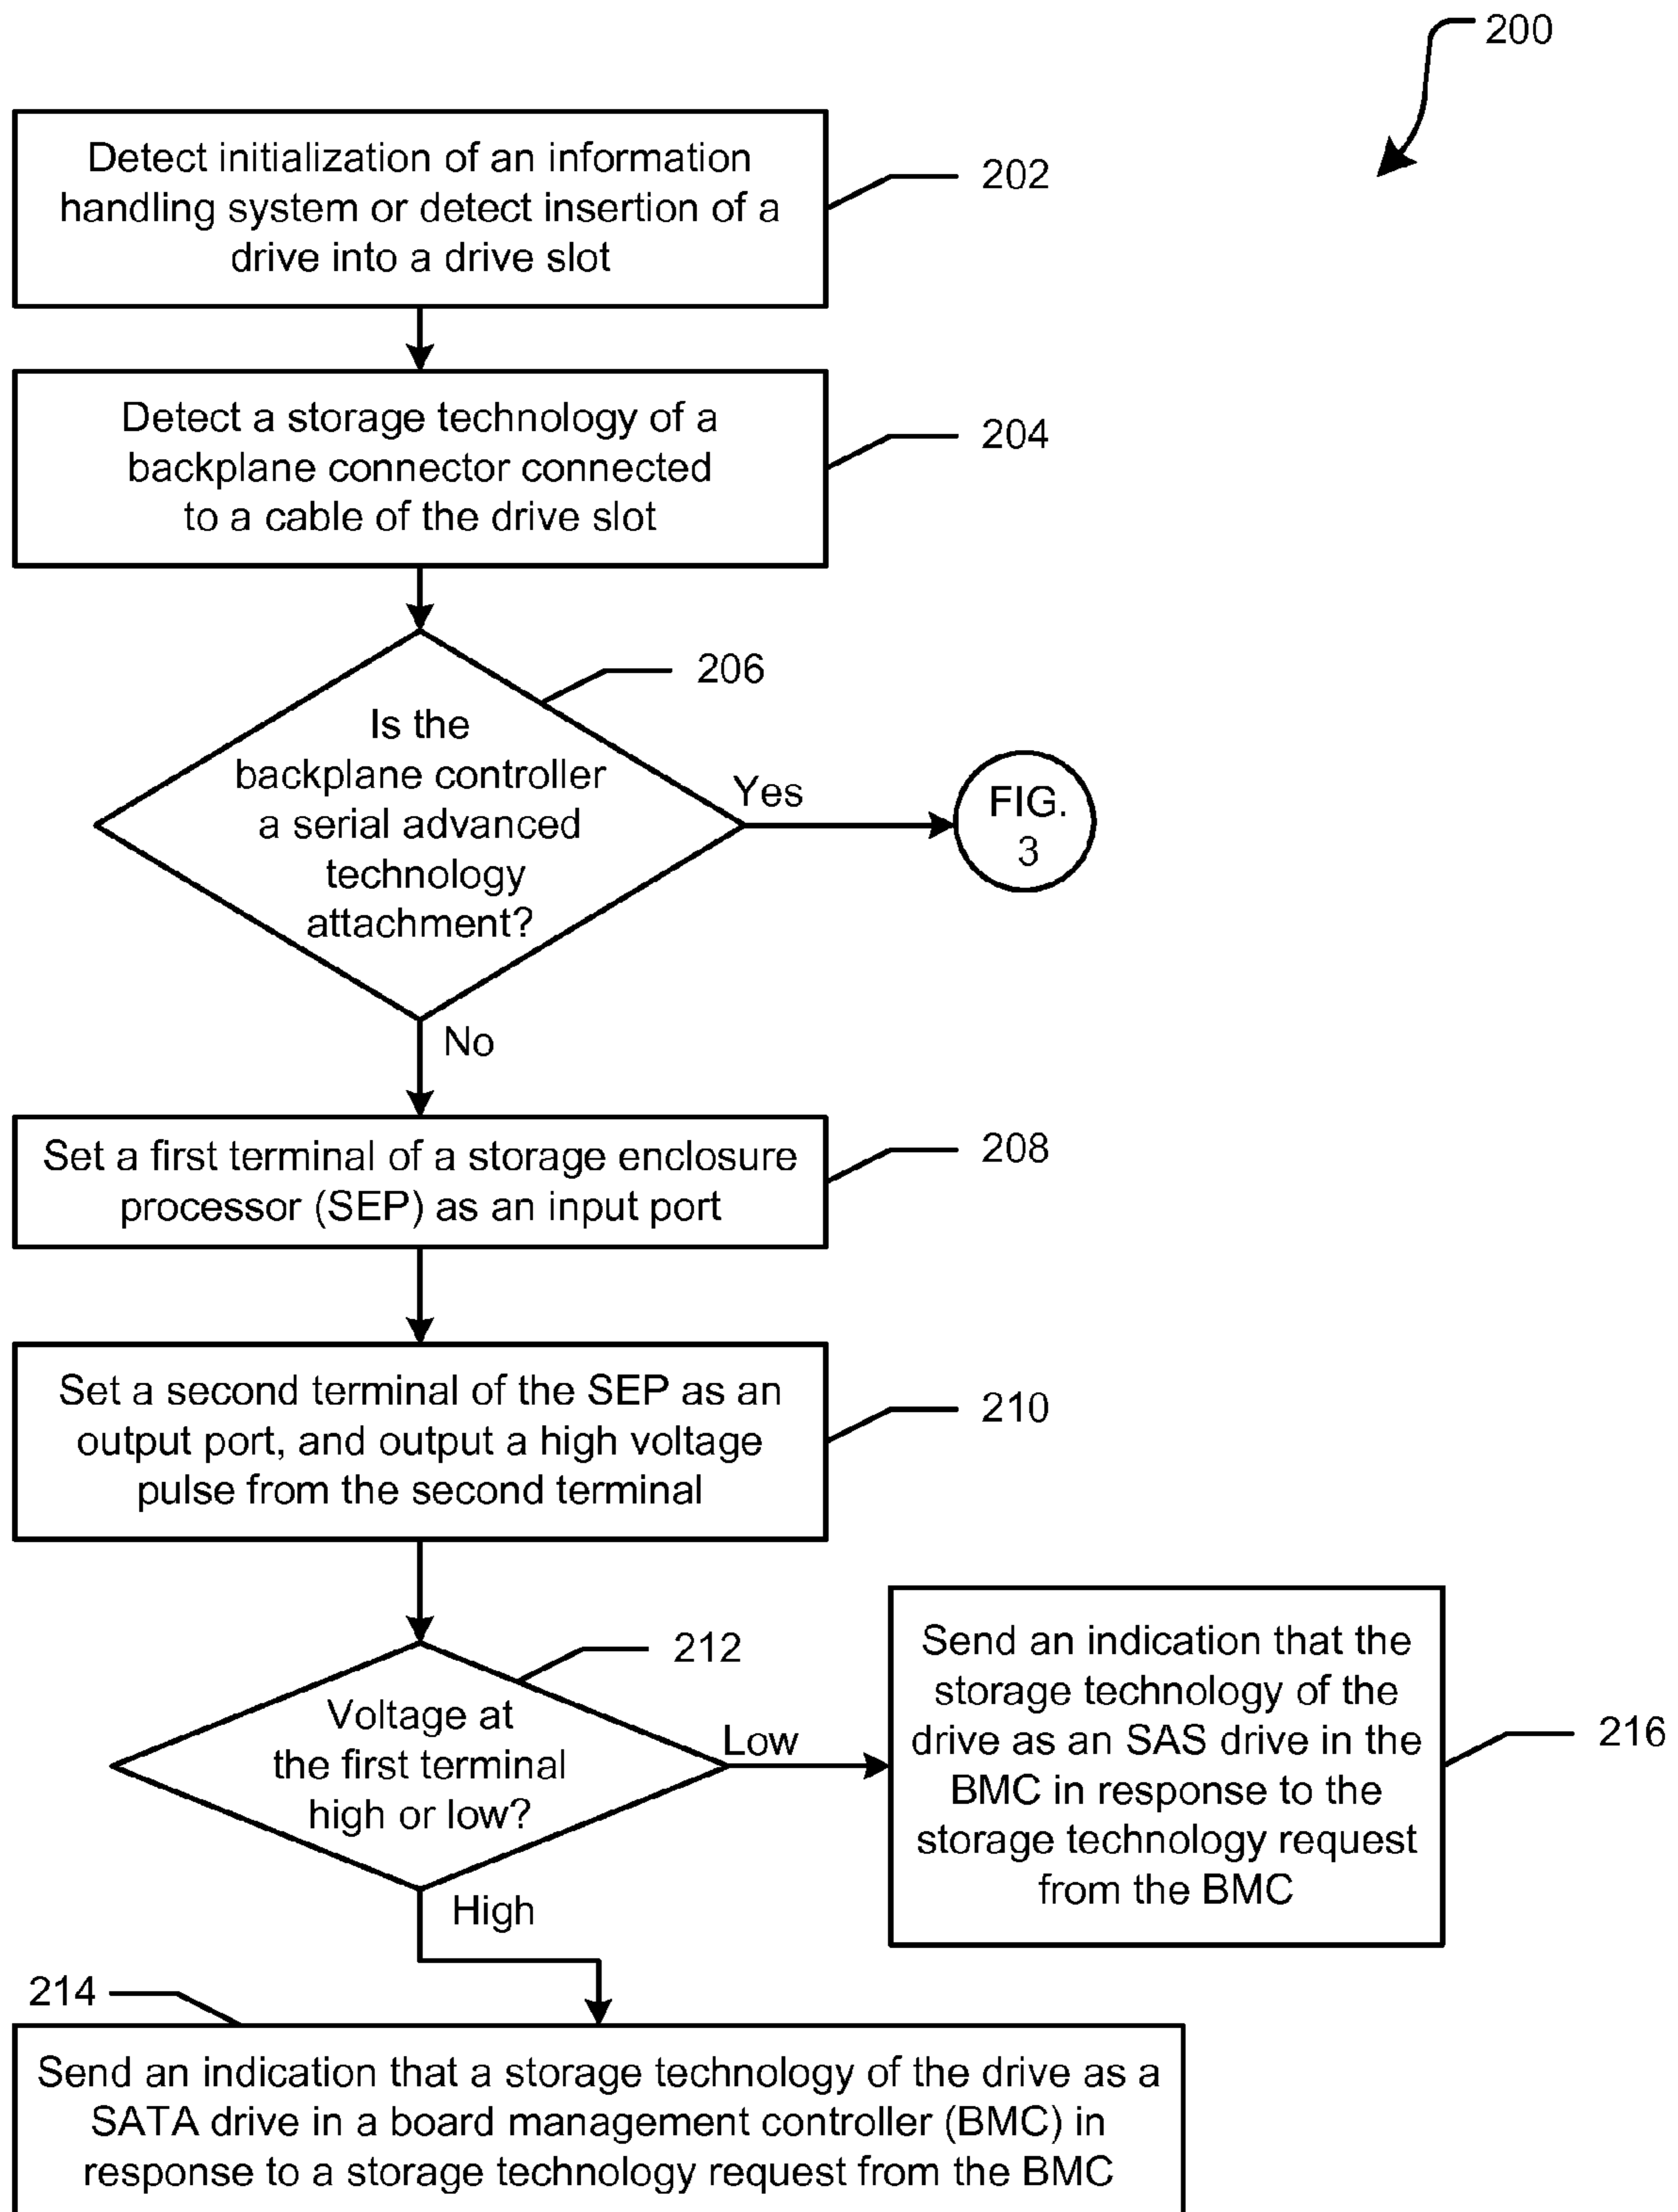 200
Detect initialization of an information
handling system or detect insertion of a
drive into a drive slot
202
Detect a storage technology of a
backplane connector connected
to a cable of the drive slot
204
206
Is the
backplane controller
a serial advanced
technology
attachment?
Yes
FIG.
3
No
Set a first terminal of a storage enclosure
processor (SEP) as an input port
208
Set a second terminal of the SEP as an
output port, and output a high voltage
pulse from the second terminal
210
212
Voltage at
the first terminal
high or low?
Low
Send an indication that the
storage technology of the
drive as an SAS drive in the
BMC in response to the
storage technology request
from the BMC
216
High
214
Send an indication that a storage technology of the drive as a
SATA drive in a board management controller (BMC) in
response to a storage technology request from the BMC